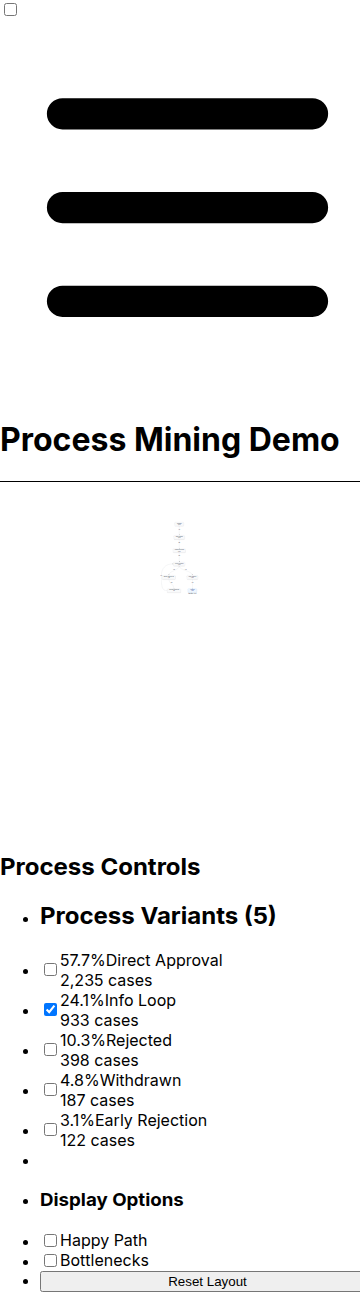 Process Mining Demo
Process Controls
Process Variants (5)
57.7%Direct Approval
2,235 cases
24.1%Info Loop
933 cases
10.3%Rejected
398 cases
4.8%Withdrawn
187 cases
3.1%Early Rejection
122 cases
Display Options
Happy Path
Bottlenecks
Reset Layout